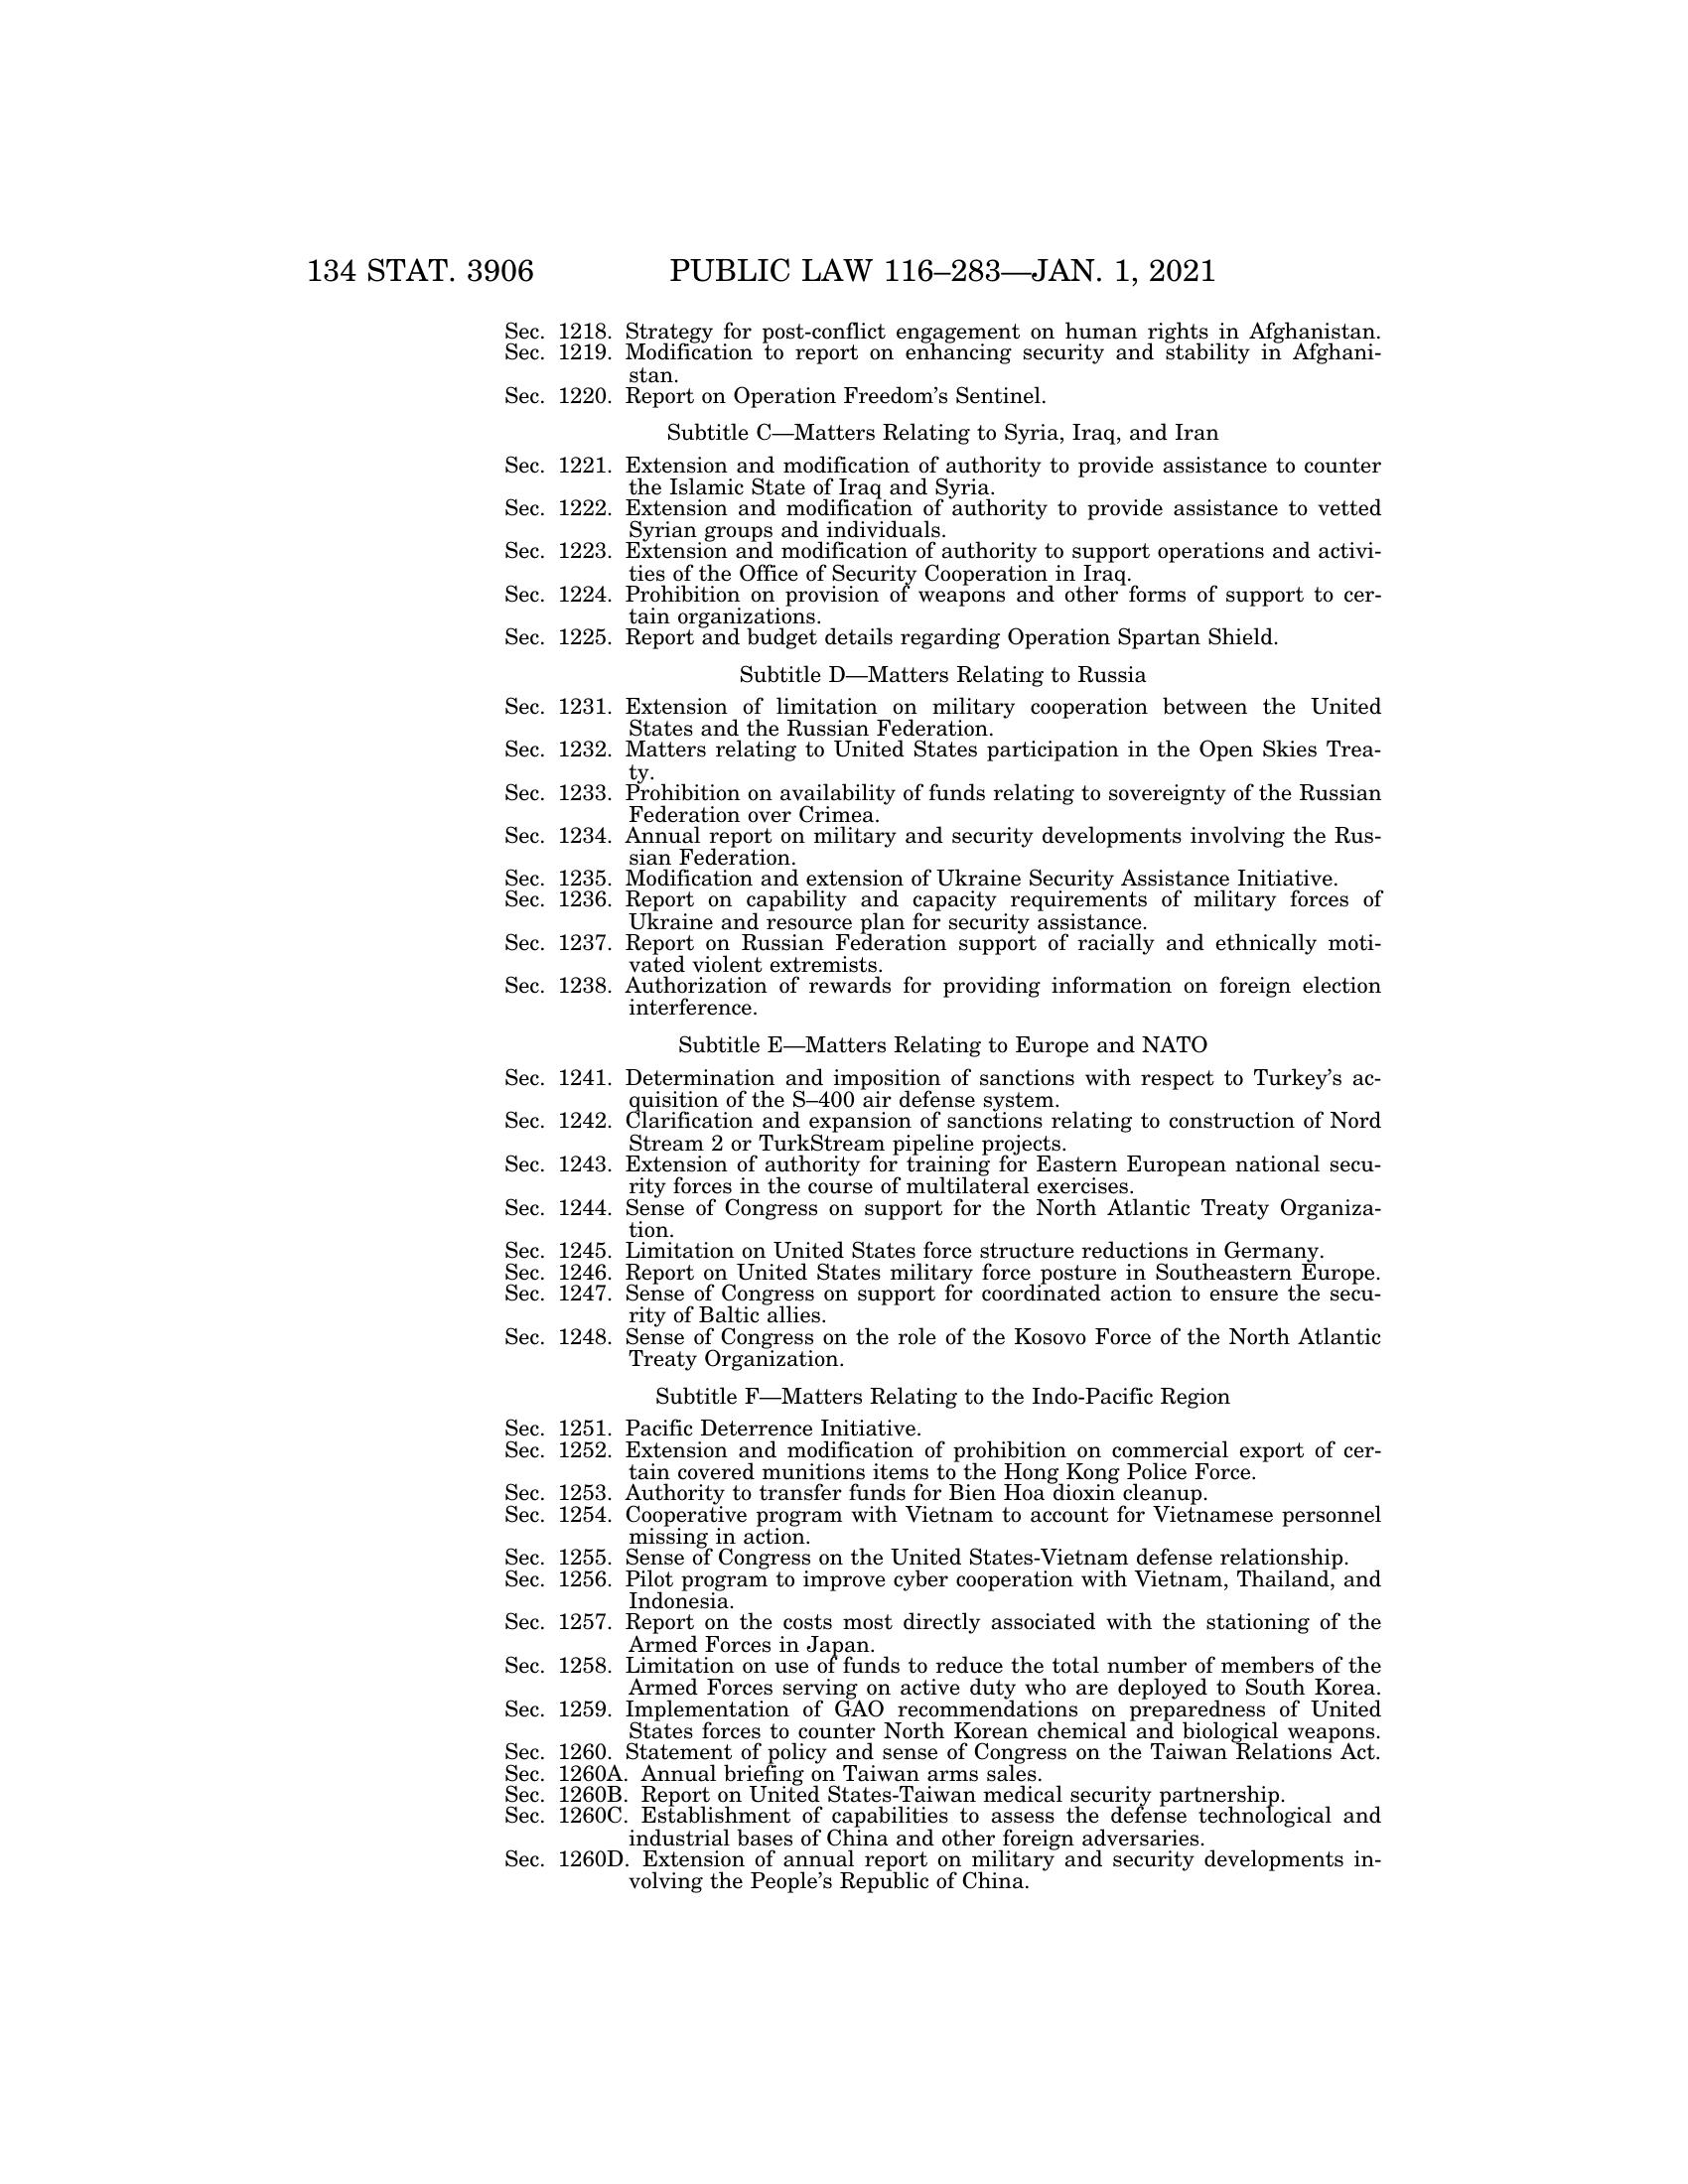 134 STAT. 3906
PUBLIC LAW 116–283—JAN. 1, 2021
Sec. 1218. Strategy for post-conflict engagement on human rights in Afghanistan.
Sec. 1219. Modification to report on enhancing security and stability in Afghani-
stan.
Sec. 1220. Report on Operation Freedom’s Sentinel.
Subtitle C—Matters Relating to Syria, Iraq, and Iran
Sec. 1221. Extension and modification of authority to provide assistance to counter
the Islamic State of Iraq and Syria.
Sec. 1222. Extension and modification of authority to provide assistance to vetted
Syrian groups and individuals.
Sec. 1223. Extension and modification of authority to support operations and activi-
ties of the Office of Security Cooperation in Iraq.
Sec. 1224. Prohibition on provision of weapons and other forms of support to cer-
tain organizations.
Sec. 1225. Report and budget details regarding Operation Spartan Shield.
Subtitle D—Matters Relating to Russia
Sec. 1231. Extension of limitation on military cooperation between the United
States and the Russian Federation.
Sec. 1232. Matters relating to United States participation in the Open Skies Trea-
ty.
Sec. 1233. Prohibition on availability of funds relating to sovereignty of the Russian
Federation over Crimea.
Sec. 1234. Annual report on military and security developments involving the Rus-
sian Federation.
Sec. 1235. Modification and extension of Ukraine Security Assistance Initiative.
Sec. 1236. Report on capability and capacity requirements of military forces of
Ukraine and resource plan for security assistance.
Sec. 1237. Report on Russian Federation support of racially and ethnically moti-
vated violent extremists.
Sec. 1238. Authorization of rewards for providing information on foreign election
interference.
Subtitle E—Matters Relating to Europe and NATO
Sec. 1241. Determination and imposition of sanctions with respect to Turkey’s ac-
quisition of the S–400 air defense system.
Sec. 1242. Clarification and expansion of sanctions relating to construction of Nord
Stream 2 or TurkStream pipeline projects.
Sec. 1243. Extension of authority for training for Eastern European national secu-
rity forces in the course of multilateral exercises.
Sec. 1244. Sense of Congress on support for the North Atlantic Treaty Organiza-
tion.
Sec. 1245. Limitation on United States force structure reductions in Germany.
Sec. 1246. Report on United States military force posture in Southeastern Europe.
Sec. 1247. Sense of Congress on support for coordinated action to ensure the secu-
rity of Baltic allies.
Sec. 1248. Sense of Congress on the role of the Kosovo Force of the North Atlantic
Treaty Organization.
Subtitle F—Matters Relating to the Indo-Pacific Region
Sec. 1251. Pacific Deterrence Initiative.
Sec. 1252. Extension and modification of prohibition on commercial export of cer-
tain covered munitions items to the Hong Kong Police Force.
Sec. 1253. Authority to transfer funds for Bien Hoa dioxin cleanup.
Sec. 1254. Cooperative program with Vietnam to account for Vietnamese personnel
missing in action.
Sec. 1255. Sense of Congress on the United States-Vietnam defense relationship.
Sec. 1256. Pilot program to improve cyber cooperation with Vietnam, Thailand, and
Indonesia.
Sec. 1257. Report on the costs most directly associated with the stationing of the
Armed Forces in Japan.
Sec. 1258. Limitation on use of funds to reduce the total number of members of the
Armed Forces serving on active duty who are deployed to South Korea.
Sec. 1259. Implementation of GAO recommendations on preparedness of United
States forces to counter North Korean chemical and biological weapons.
Sec. 1260. Statement of policy and sense of Congress on the Taiwan Relations Act.
Sec. 1260A. Annual briefing on Taiwan arms sales.
Sec. 1260B. Report on United States-Taiwan medical security partnership.
Sec. 1260C. Establishment of capabilities to assess the defense technological and
industrial bases of China and other foreign adversaries.
Sec. 1260D. Extension of annual report on military and security developments in-
volving the People’s Republic of China.